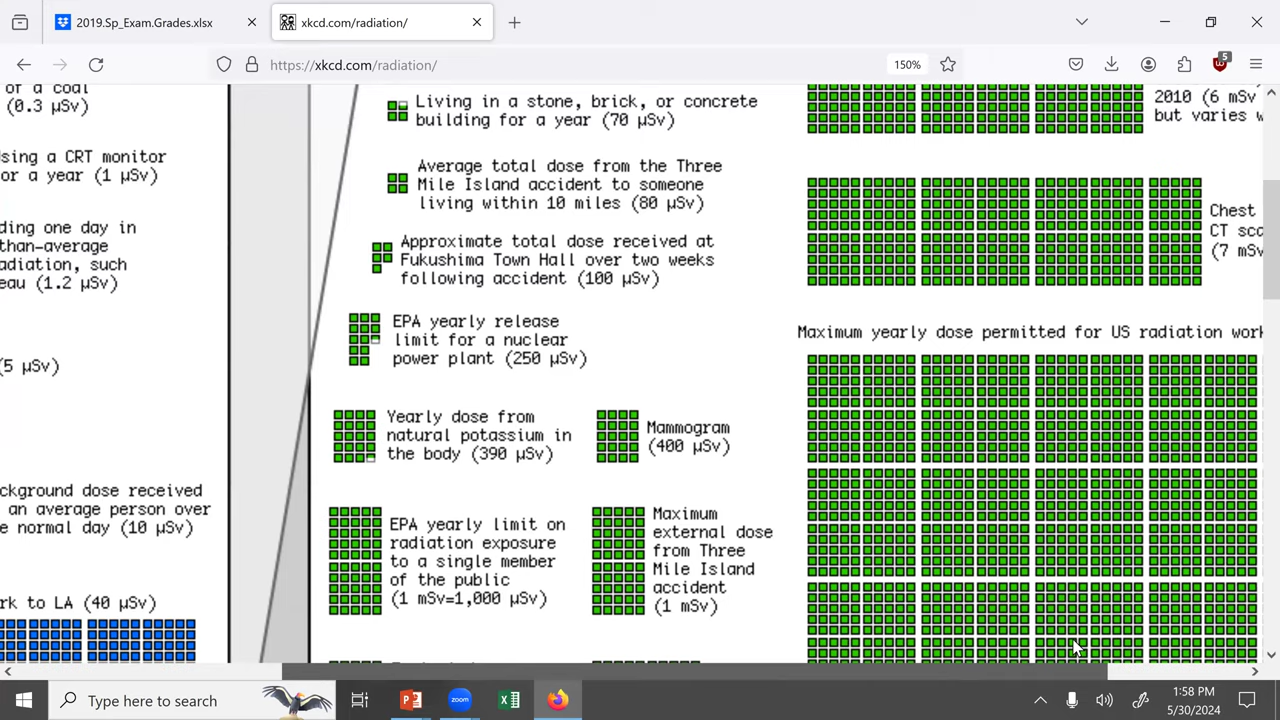 2019.Sp_Exam.Grades.xlsx
xkcd.com/radiation/
https://xkcd.com/radiation/
150%
5
of a coal
(0.3 µSv)
sing a CRT monitor
or a year (1 µSv)
ding one day in
than-average
adiation, such
eau (1.2 µSv)
(5 µSv)
ckground dose received
an average person over
e normal day (10 µSv)
rk to LA (40 µSv)
Living in a stone, brick, or concrete
building for a year (70 µSv)
Average total dose from the Three
Mile Island accident to someone
living within 10 miles (80 µSv)
Approximate total dose received at
Fukushima Town Hall over two weeks
following accident (100 µSv)
EPA yearly release
limit for a nuclear
power plant (250 µSv)
Yearly dose from
natural potassium in
the body (390 µSv)
Mammogram
(400 µSv)
EPA yearly limit on
radiation exposure
to a single member
of the public
(1 mSv=1,000 µSv)
Maximum
external dose
from Three
Mile Island
accident
(1 mSv)
2010 (6 mSv
but varies w
Chest
CT sca
(7 mSv
Maximum yearly dose permitted for US radiation work
Type here to search
zoom
1:58 PM
5/30/2024